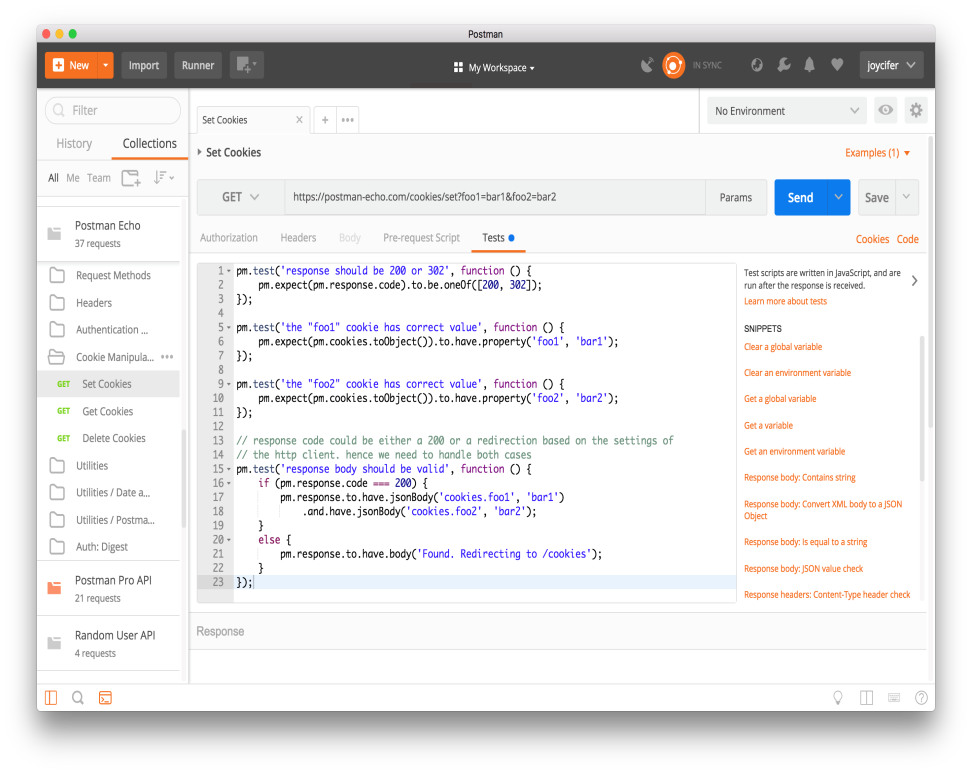 Postman
New
Import
Runner
My Workspace
IN SYNC
joycifer
Filter
History
Collections
All
Me
Team
Postman Echo
37 requests
Request Methods
Headers
Authentication ...
Cookie Manipula...
GET Set Cookies
GET Get Cookies
GET Delete Cookies
Utilities
Utilities / Date a...
Utilities / Postma...
Auth: Digest
Postman Pro API
21 requests
Random User API
4 requests
Set Cookies
No Environment
Set Cookies
Examples (1)
GET
https://postman-echo.com/cookies/set?foo1=bar1&foo2=bar2
Params
Send
Save
Authorization
Headers
Body
Pre-request Script
Tests
Cookies
Code
1 pm.test('response should be 200 or 302', function () {
2 pm.expect(pm.response.code).to.be.oneOf([200, 302]);
3 });
4
5 pm.test('the "foo1" cookie has correct value', function () {
6 pm.expect(pm.cookies.toObject()).to.have.property('foo1', 'bar1');
7 });
8
9 pm.test('the "foo2" cookie has correct value', function () {
10 pm.expect(pm.cookies.toObject()).to.have.property('foo2', 'bar2');
11 });
12
13 // response code could be either a 200 or a redirection based on the settings of
14 // the http client. hence we need to handle both cases
15 pm.test('response body should be valid', function () {
16 if (pm.response.code === 200) {
17 pm.response.to.have.jsonBody('cookies.foo1', 'bar1')
18 .and.have.jsonBody('cookies.foo2', 'bar2');
19 }
20 else {
21 pm.response.to.have.body('Found. Redirecting to /cookies');
22 }
23 });
Test scripts are written in JavaScript, and are
run after the response is received.
Learn more about tests
SNIPPETS
Clear a global variable
Clear an environment variable
Get a global variable
Get a variable
Get an environment variable
Response body: Contains string
Response body: Convert XML body to a JSON
Object
Response body: Is equal to a string
Response body: JSON value check
Response headers: Content-Type header check
Response